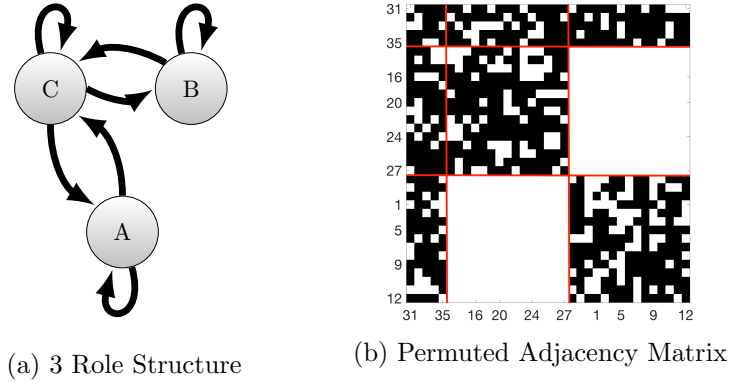 C
B
A
31
35
16
20
24
27
1
5
9
12
31 35 16 20 24 27 1 5 9 12
(a) 3 Role Structure
(b) Permuted Adjacency Matrix